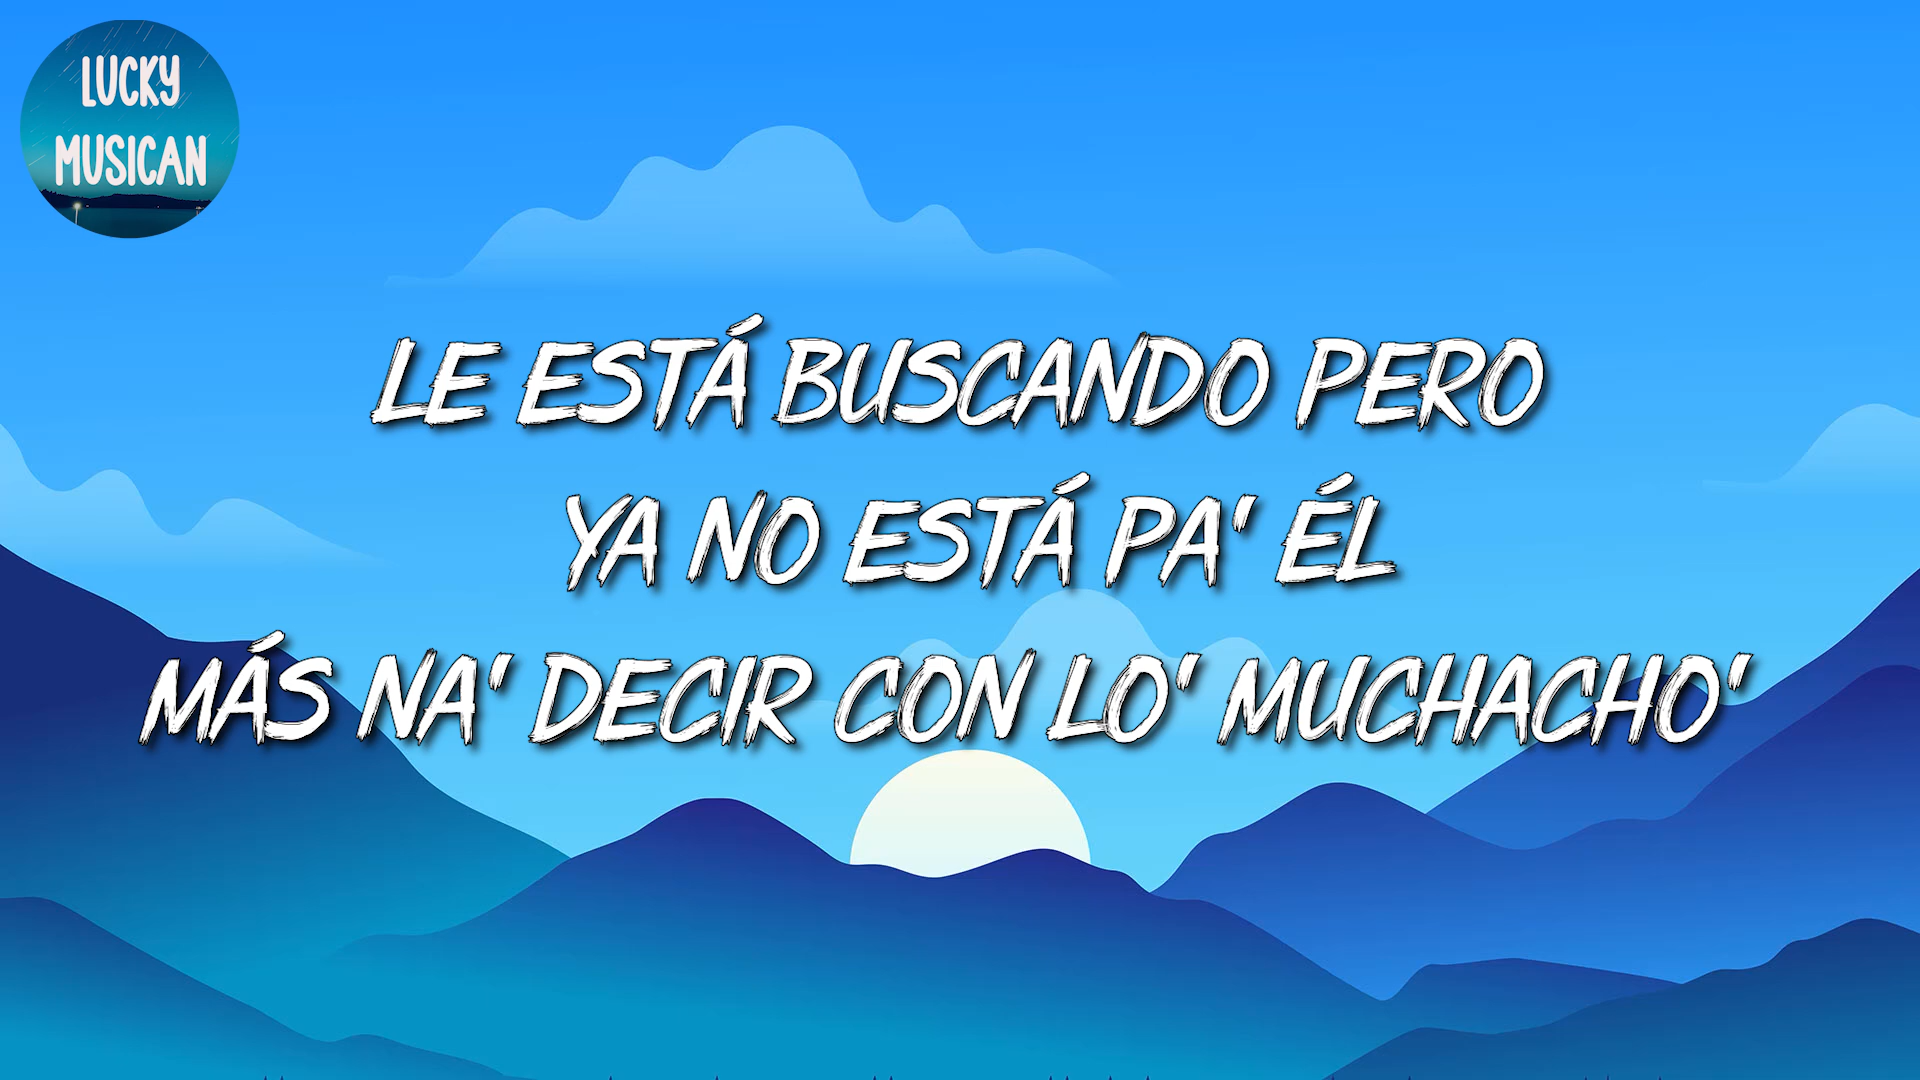 LUCKY
MUSICAN
LE ESTÁ BUSCANDO PERO
YA NO ESTÁ PA' ÉL
MÁS NA' DECIR CON LO' MUCHACHO'